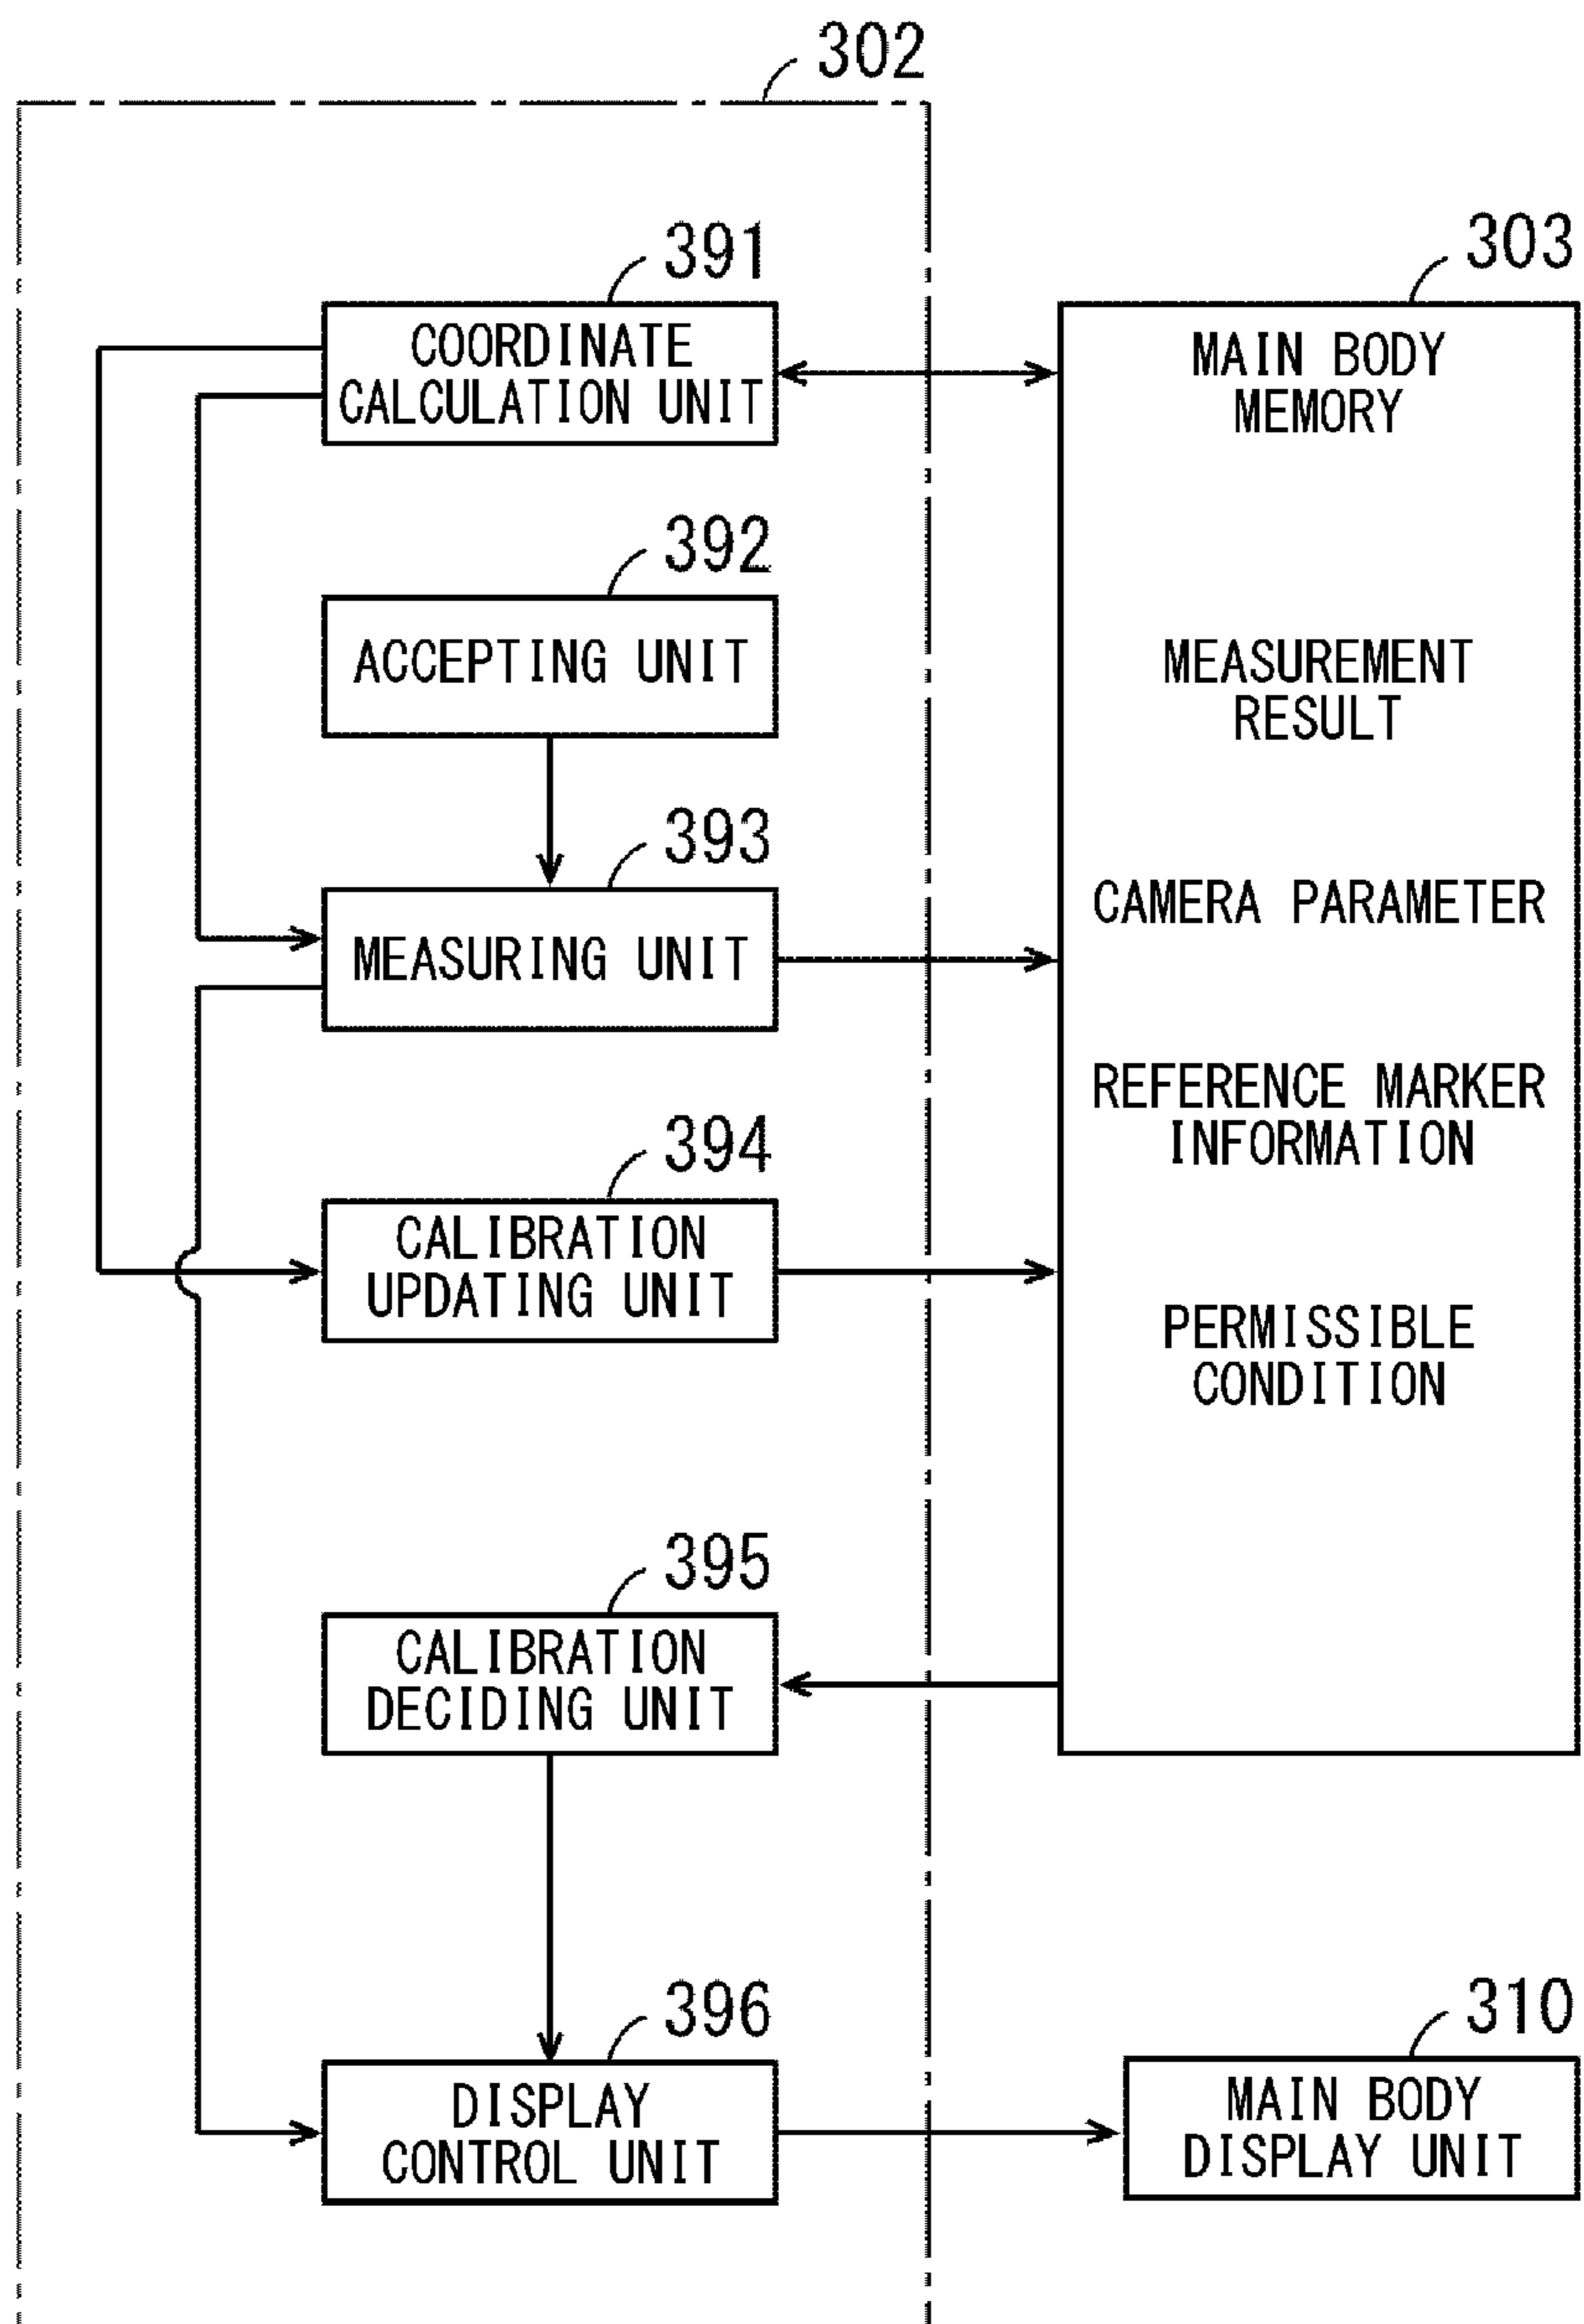 302
391
COORDINATE
CALCULATION UNIT
303
MAIN BODY
MEMORY
392
ACCEPTING UNIT
MEASUREMENT
RESULT
393
MEASURING UNIT
CAMERA PARAMETER
REFERENCE MARKER
INFORMATION
394
CALIBRATION
UPDATING UNIT
PERMISSIBLE
CONDITION
395
CALIBRATION
DECIDING UNIT
396
DISPLAY
CONTROL UNIT
310
MAIN BODY
DISPLAY UNIT